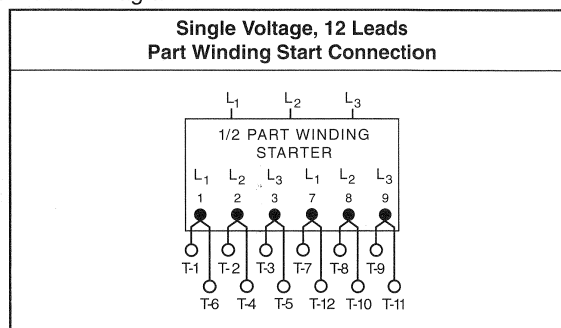 Single Voltage, 12 Leads
Part Winding Start Connection
L1 L2 L3
1/2 PART WINDING
STARTER
L1 L2 L3 L1 L2 L3
1 2 3 7 8 9
T-1 T-2 T-3 T-7 T-8 T-9
T-6 T-4 T-5 T-12 T-10 T-11